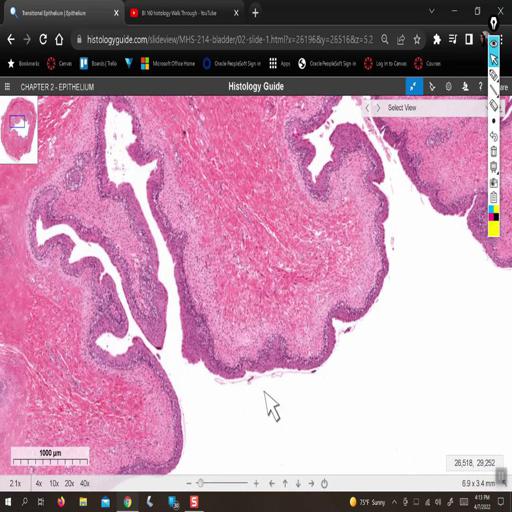 Transitional Epithelium | Epithelium
BI 160 histology Walk Through - YouTube
histologyguide.com/slideview/MHS-214-bladder/02-slide-1.html?x=26196&y=26516&z=5.2
Bookmarks Canvas Boards | Trello Microsoft Office Home OraclePeopleSoft Sign in Apps Oracle PeopleSoft Sign in Courses Log in to Canvas Courses
CHAPTER 2 - EPITHELIUM
Histology Guide
Select View
1000 µm
26,518, 29,252
2.1x 4x 10x 20x 40x
6.9 x 3.4 mm
75°F Sunny
4:13 PM
4/7/2022